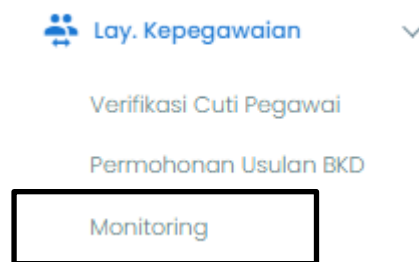 Lay. Kepegawaian
Verifikasi Cuti Pegawai
Permohonan Usulan BKD
Monitoring